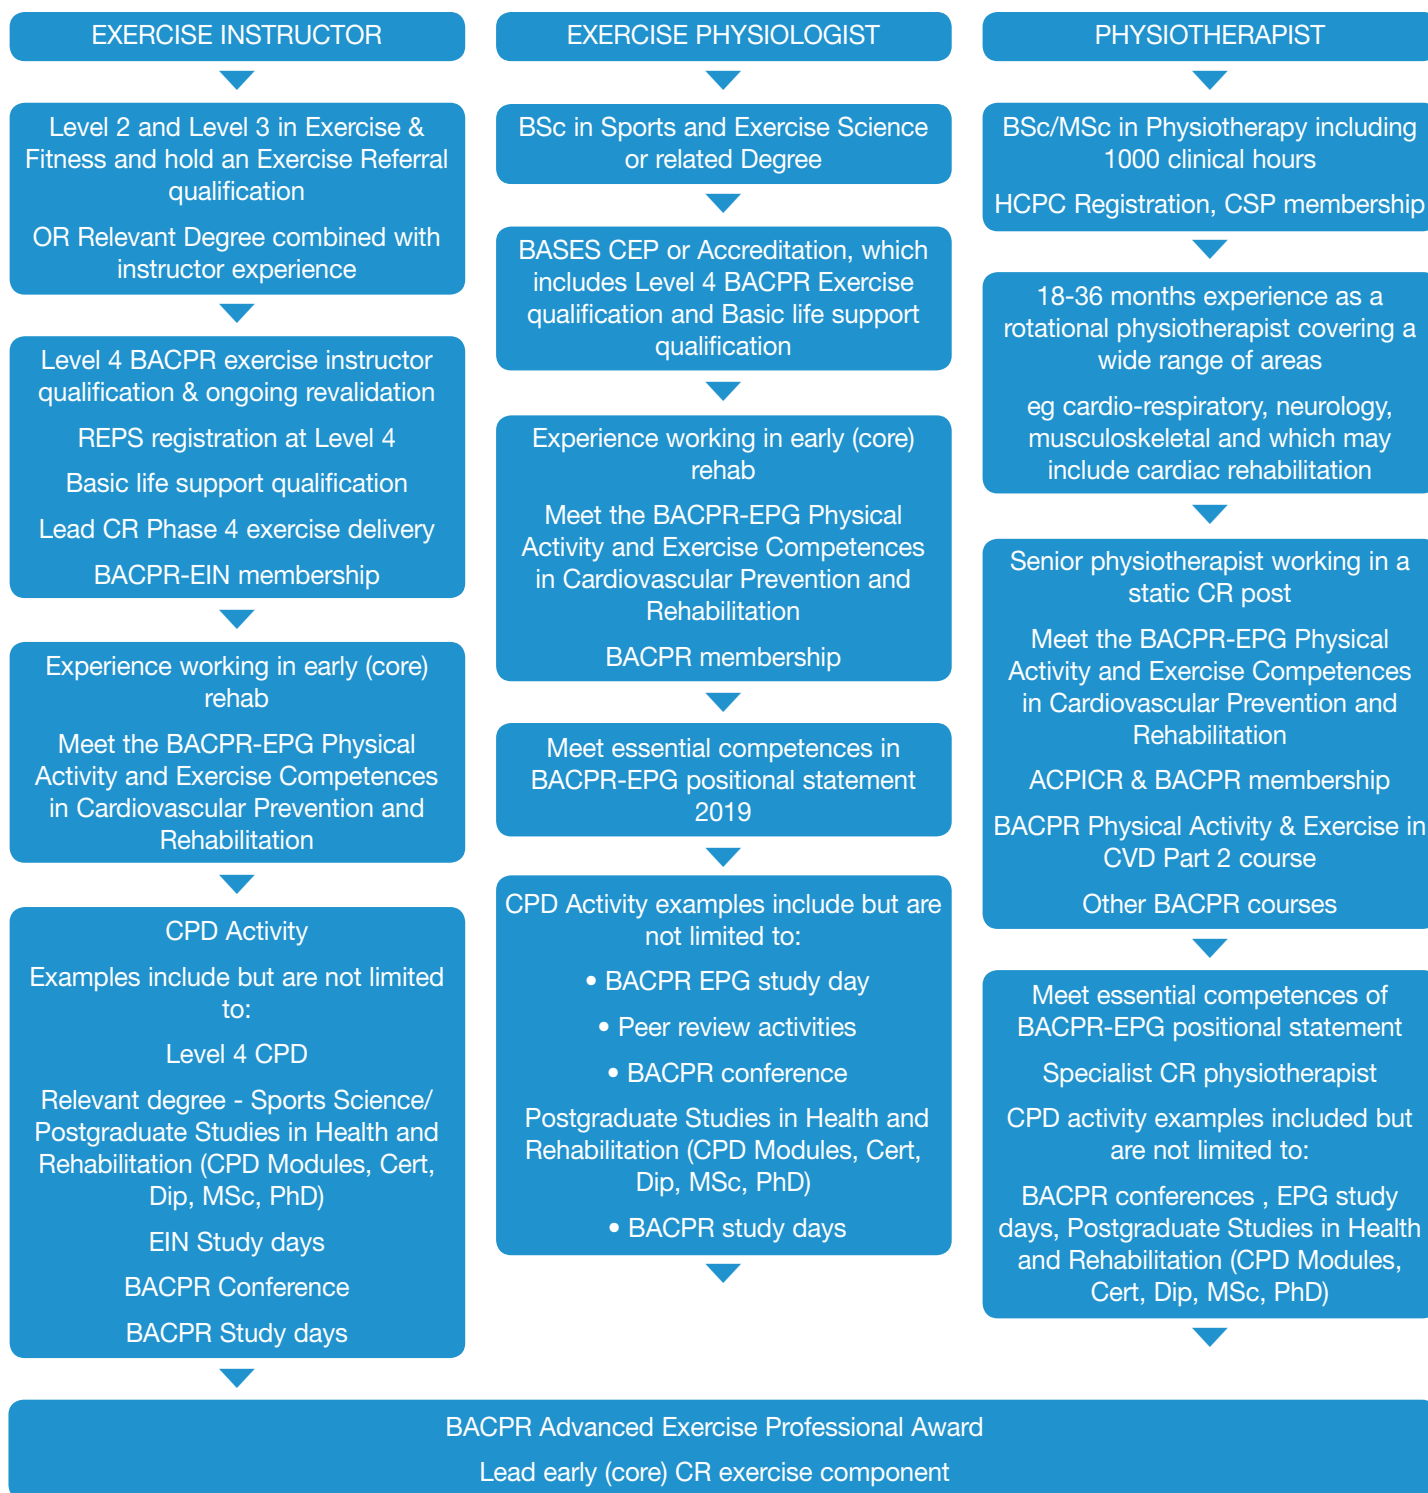 EXERCISE INSTRUCTOR
Level 2 and Level 3 in Exercise &
Fitness and hold an Exercise Referral
qualification
OR Relevant Degree combined with
instructor experience
Level 4 BACPR exercise instructor
qualification & ongoing revalidation
REPS registration at Level 4
Basic life support qualification
Lead CR Phase 4 exercise delivery
BACPR-EIN membership
Experience working in early (core)
rehab
Meet the BACPR-EPG Physical
Activity and Exercise Competences
in Cardiovascular Prevention and
Rehabilitation
CPD Activity
Examples include but are not limited
to:
Level 4 CPD
Relevant degree - Sports Science/
Postgraduate Studies in Health and
Rehabilitation (CPD Modules, Cert,
Dip, MSc, PhD)
EIN Study days
BACPR Conference
BACPR Study days
EXERCISE PHYSIOLOGIST
BSc in Sports and Exercise Science
or related Degree
BASES CEP or Accreditation, which
includes Level 4 BACPR Exercise
qualification and Basic life support
qualification
Experience working in early (core)
rehab
Meet the BACPR-EPG Physical
Activity and Exercise Competences
in Cardiovascular Prevention and
Rehabilitation
BACPR membership
Meet essential competences in
BACPR-EPG positional statement
2019
CPD Activity examples include but are
not limited to:
• BACPR EPG study day
• Peer review activities
• BACPR conference
Postgraduate Studies in Health and
Rehabilitation (CPD Modules, Cert,
Dip, MSc, PhD)
• BACPR study days
PHYSIOTHERAPIST
BSc/MSc in Physiotherapy including
1000 clinical hours
HCPC Registration, CSP membership
18-36 months experience as a
rotational physiotherapist covering a
wide range of areas
eg cardio-respiratory, neurology,
musculoskeletal and which may
include cardiac rehabilitation
Senior physiotherapist working in a
static CR post
Meet the BACPR-EPG Physical
Activity and Exercise Competences
in Cardiovascular Prevention and
Rehabilitation
ACPICR & BACPR membership
BACPR Physical Activity & Exercise in
CVD Part 2 course
Other BACPR courses
Meet essential competences of
BACPR-EPG positional statement
Specialist CR physiotherapist
CPD activity examples included but
are not limited to:
BACPR conferences , EPG study
days, Postgraduate Studies in Health
and Rehabilitation (CPD Modules,
Cert, Dip, MSc, PhD)
BACPR Advanced Exercise Professional Award
Lead early (core) CR exercise component